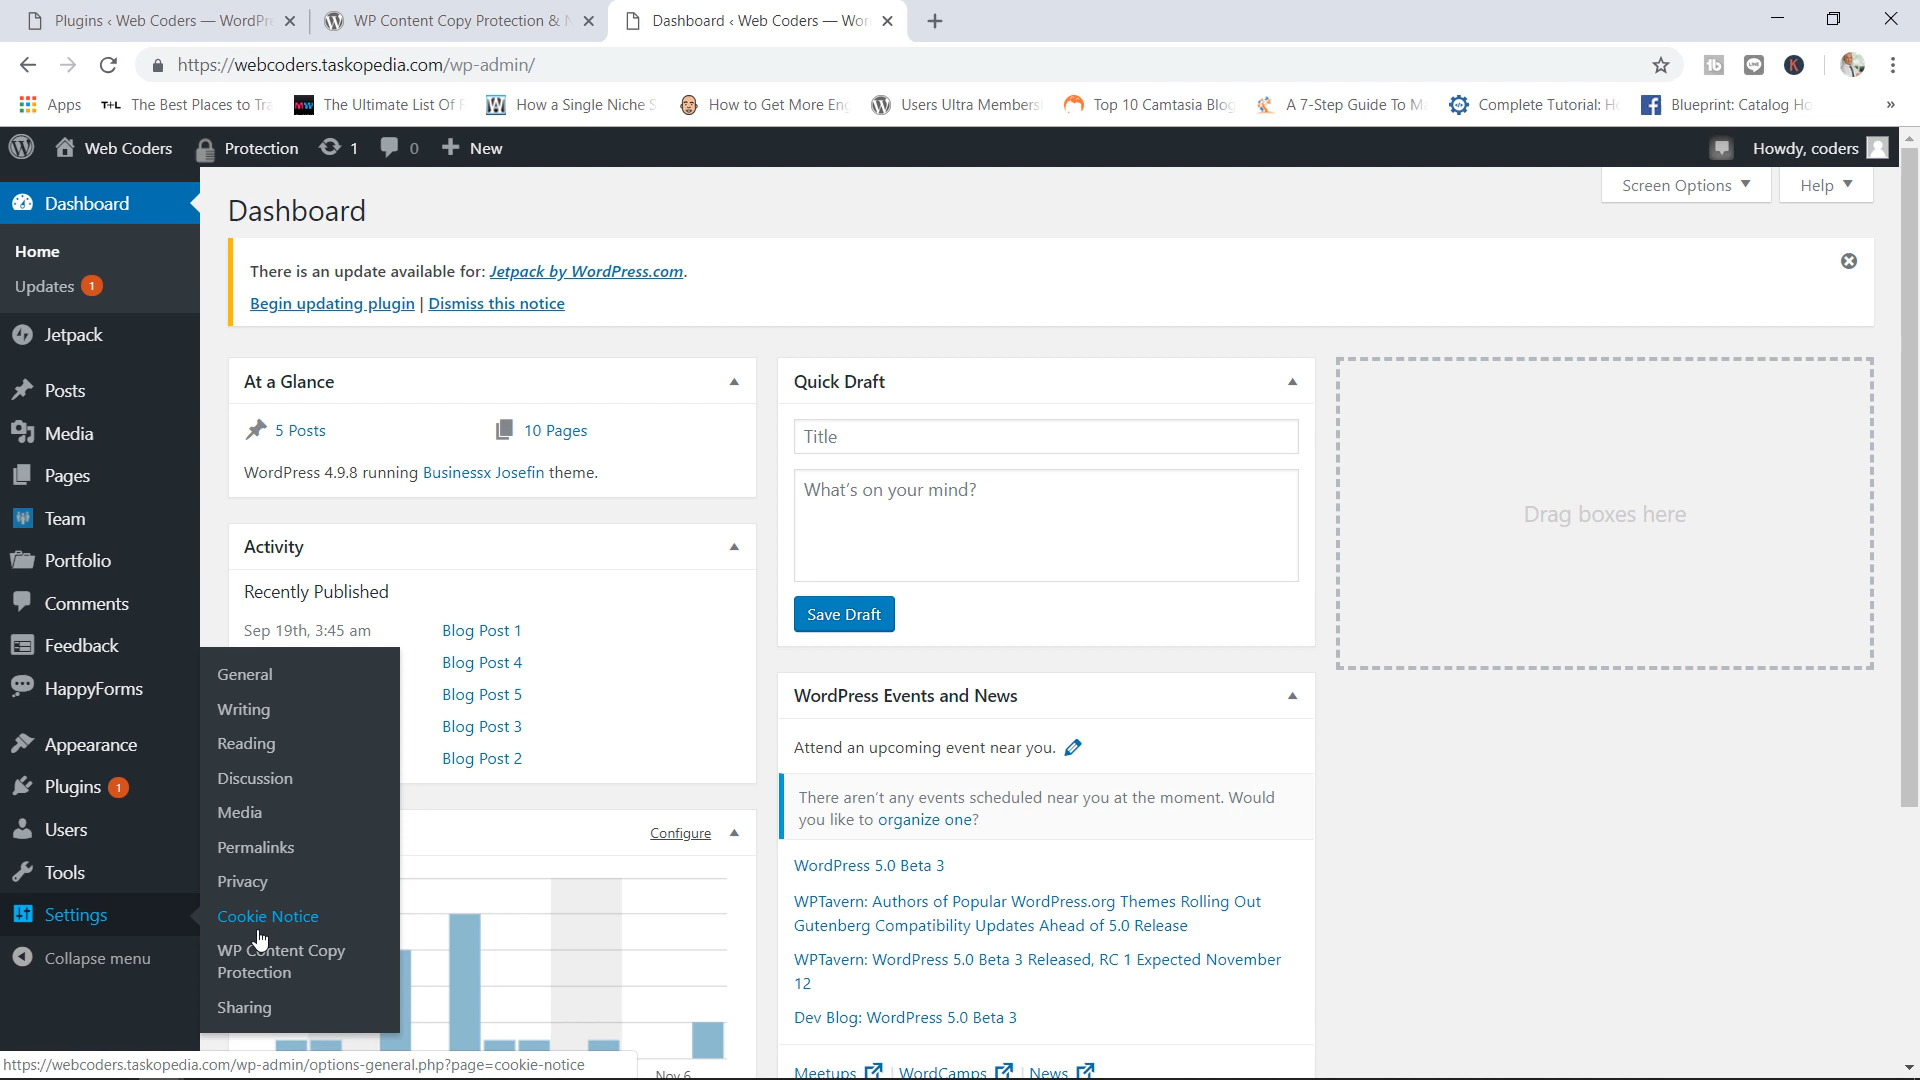 Plugins ‹ Web Coders — WordPr
WP Content Copy Protection &
Dashboard ‹ Web Coders — Wor
https://webcoders.taskopedia.com/wp-admin/
Apps
T+L The Best Places to Tra
MW The Ultimate List Of F
W How a Single Niche S
How to Get More Eng
Users Ultra Members
Top 10 Camtasia Blog
A 7-Step Guide To M
Complete Tutorial: H
Blueprint: Catalog Ho
»
Web Coders
Protection
1
0
New
Howdy, coders
Dashboard
Home
Updates 1
Jetpack
Posts
Media
Pages
Team
Portfolio
Comments
Feedback
HappyForms
Appearance
Plugins 1
Users
Tools
Settings
Collapse menu
General
Writing
Reading
Discussion
Media
Permalinks
Privacy
Cookie Notice
WP Content Copy
Protection
Sharing
Screen Options
Help
Dashboard
There is an update available for: Jetpack by WordPress.com.
Begin updating plugin | Dismiss this notice
At a Glance
5 Posts
10 Pages
WordPress 4.9.8 running Businessx Josefin theme.
Activity
Recently Published
Sep 19th, 3:45 am
Blog Post 1
Blog Post 4
Blog Post 5
Blog Post 3
Blog Post 2
Configure
Nov 6
Quick Draft
Title
What's on your mind?
Save Draft
WordPress Events and News
Attend an upcoming event near you.
There aren't any events scheduled near you at the moment. Would
you like to organize one?
WordPress 5.0 Beta 3
WPTavern: Authors of Popular WordPress.org Themes Rolling Out
Gutenberg Compatibility Updates Ahead of 5.0 Release
WPTavern: WordPress 5.0 Beta 3 Released, RC 1 Expected November
12
Dev Blog: WordPress 5.0 Beta 3
Meetups | WordCamps | News
Drag boxes here
https://webcoders.taskopedia.com/wp-admin/options-general.php?page=cookie-notice